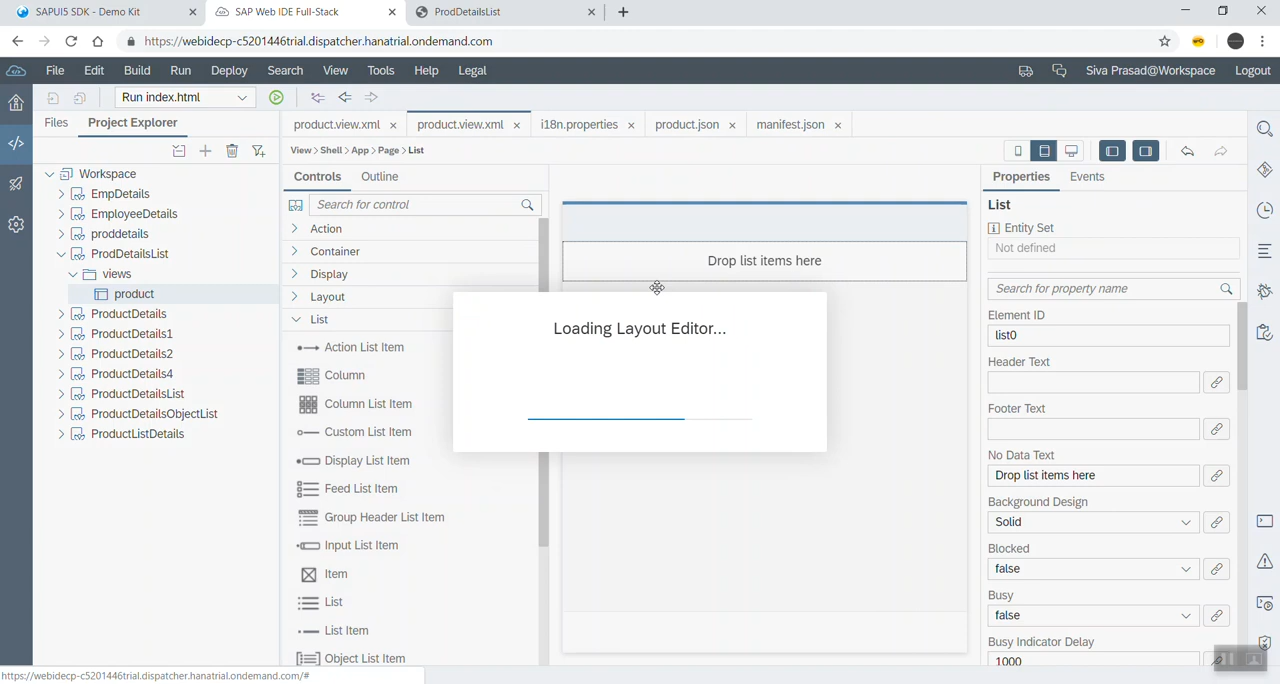 SAPUI5 SDK - Demo Kit
SAP Web IDE Full-Stack
ProdDetailsList
https://webidecp-c5201446trial.dispatcher.hanatrial.ondemand.com
File Edit Build Run Deploy Search View Tools Help Legal
Siva Prasad@Workspace Logout
Run index.html
Files Project Explorer
product.view.xml product.view.xml i18n.properties product.json manifest.json
View > Shell > App > Page > List
Workspace
EmpDetails
EmployeeDetails
proddetails
ProdDetailsList
views
product
ProductDetails
ProductDetails1
ProductDetails2
ProductDetails4
ProductDetailsList
ProductDetailsObjectList
ProductListDetails
Controls Outline
Search for control
Action
Container
Display
Layout
List
Action List Item
Column
Column List Item
Custom List Item
Display List Item
Feed List Item
Group Header List Item
Input List Item
Item
List
List Item
Object List Item
Drop list items here
Loading Layout Editor...
Properties Events
List
Entity Set
Not defined
Search for property name
Element ID
list0
Header Text
Footer Text
No Data Text
Drop list items here
Background Design
Solid
Blocked
false
Busy
false
Busy Indicator Delay
1000
https://webidecp-c5201446trial.dispatcher.hanatrial.ondemand.com/#